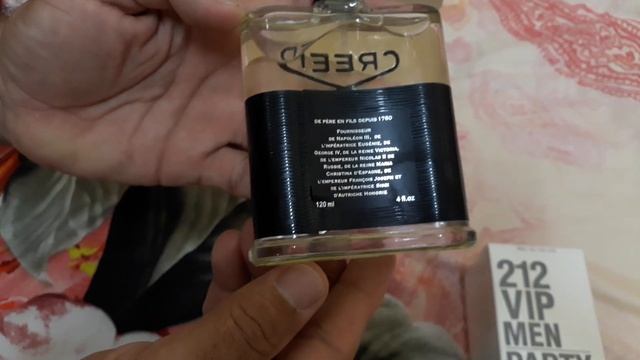 CREED
DE PÈRE EN FILS DEPUIS 1760
FOURNISSEUR
DE NAPOLÉON III, DE
L'IMPÉRATRICE EUGÉNIE, DE
GEORGE IV, DE LA REINE VICTORIA,
DE L'EMPEREUR NICOLAS II DE
RUSSIE, DE LA REINE MARIA
CHRISTINA D'ESPAGNE, DE
L'EMPEREUR FRANÇOIS JOSEPH ET
DE L'IMPÉRATRICE SISSI
D'AUTRICHE HONGRIE
120 ml 4 fl.oz
212
VIP
MEN
PARTY